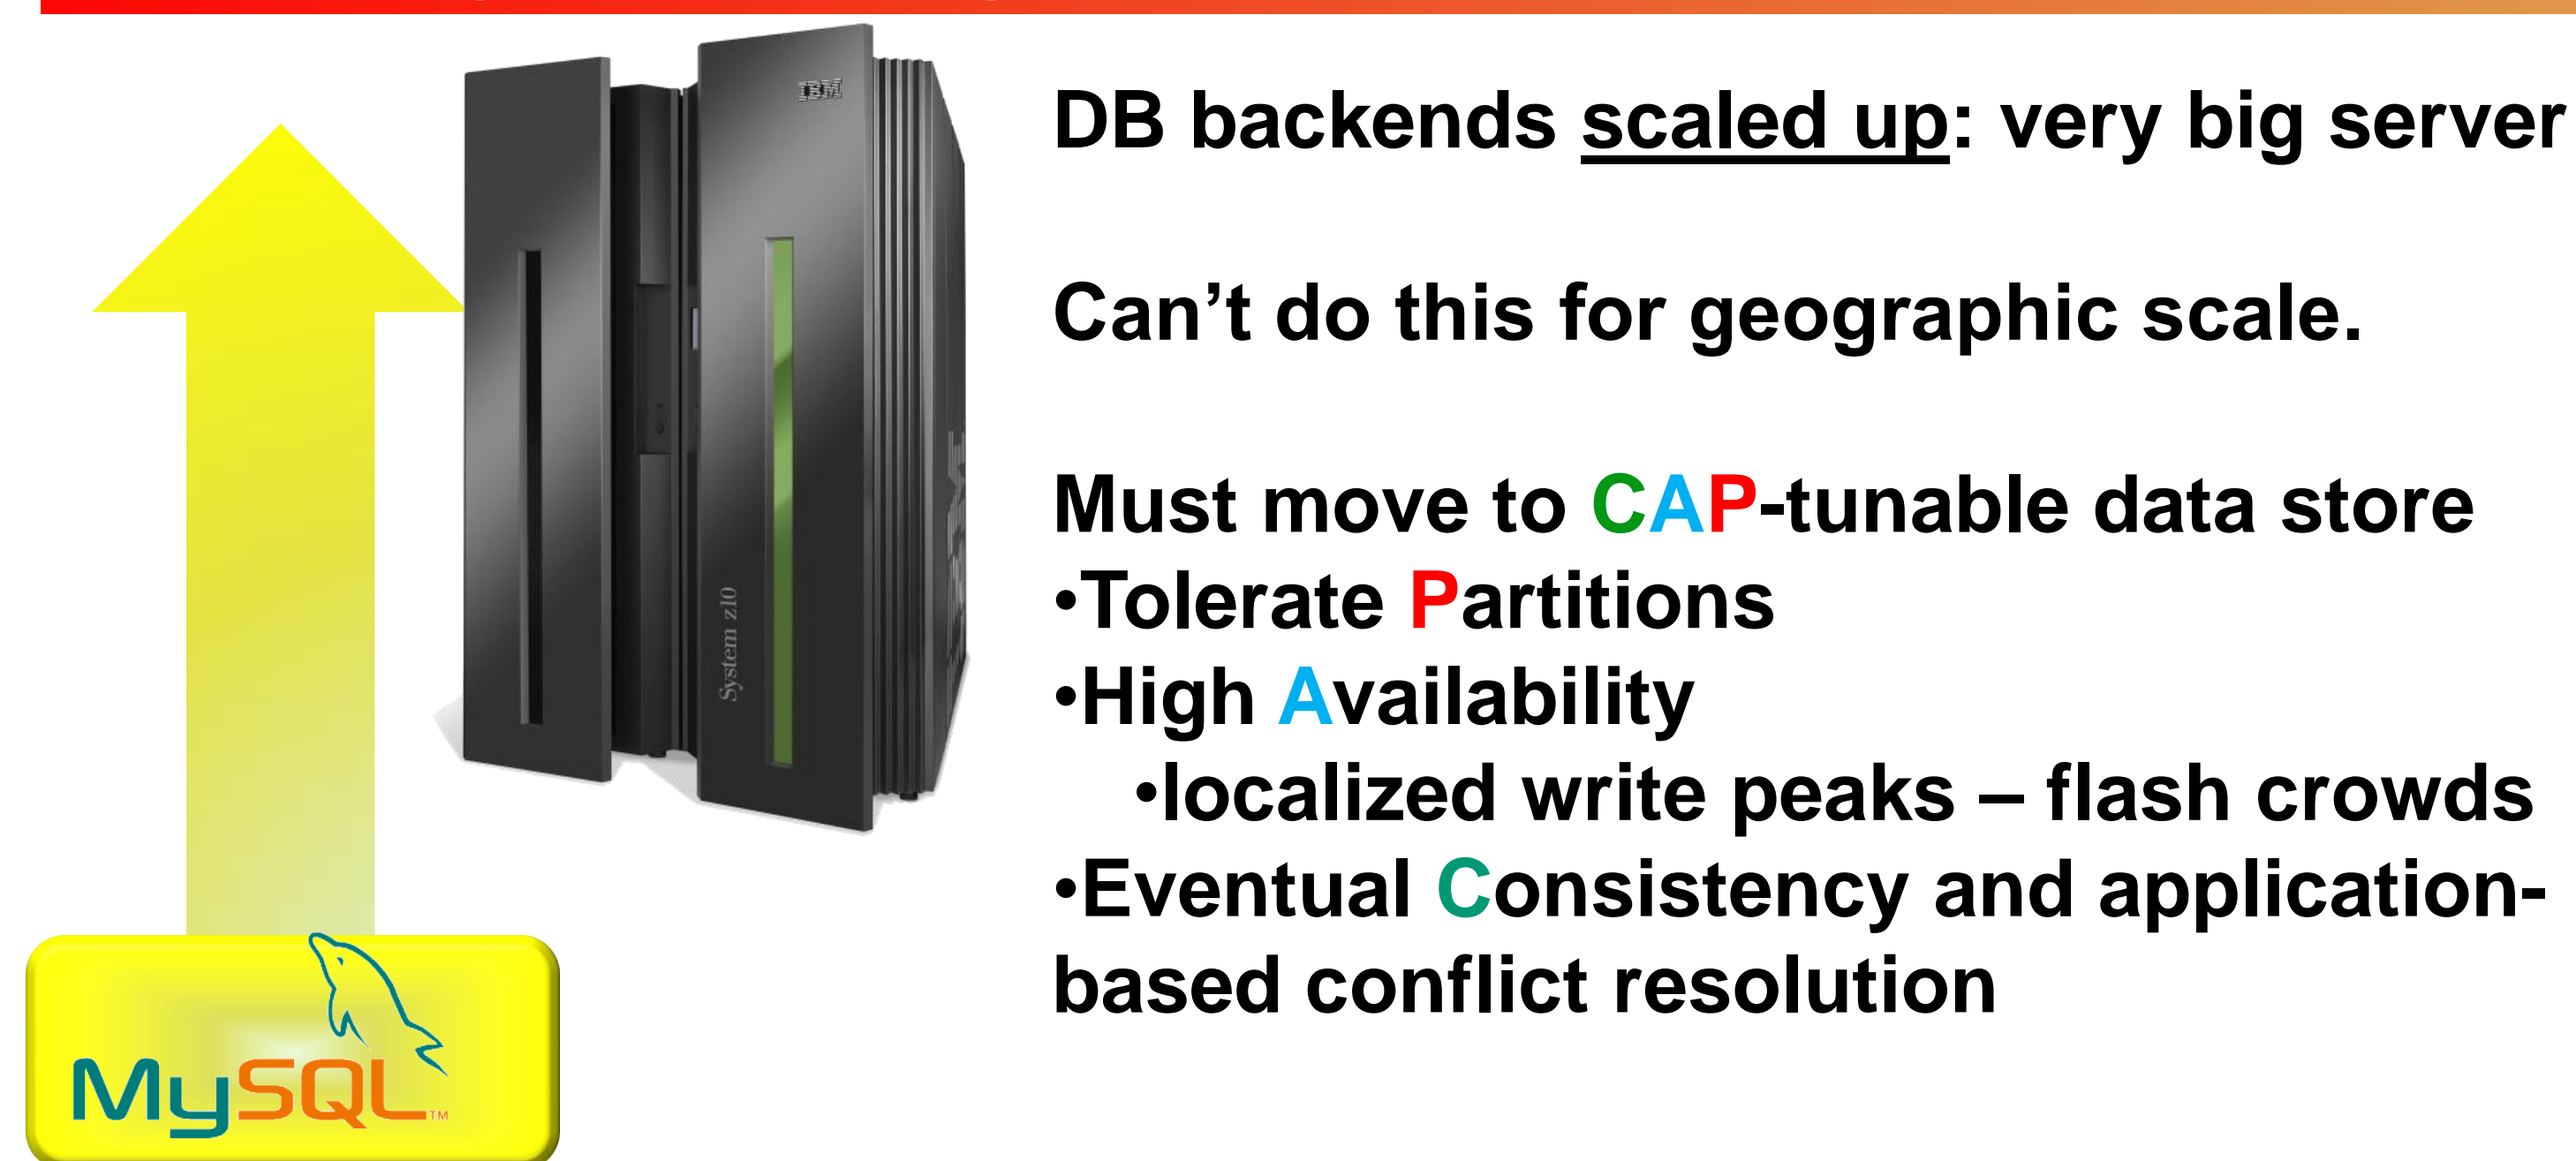 IBM
System z10
IBM
DB backends scaled up: very big server
Can’t do this for geographic scale.
Must move to CAP-tunable data store
•Tolerate Partitions
•High Availability
•localized write peaks – flash crowds
•Eventual Consistency and application-
based conflict resolution
MySQL™